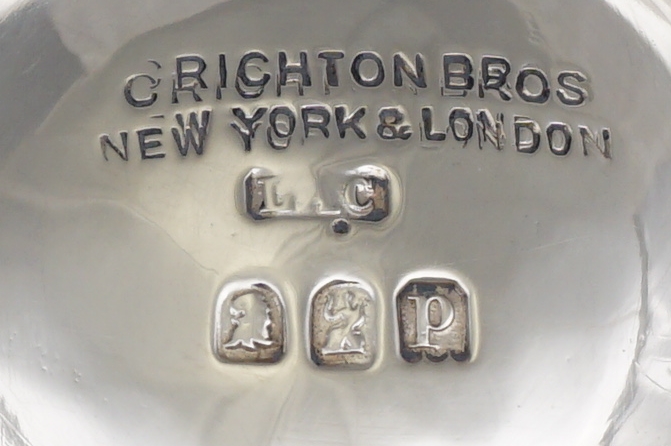 CRICHTON BROS
NEW YORK & LONDON
L.A.C
P